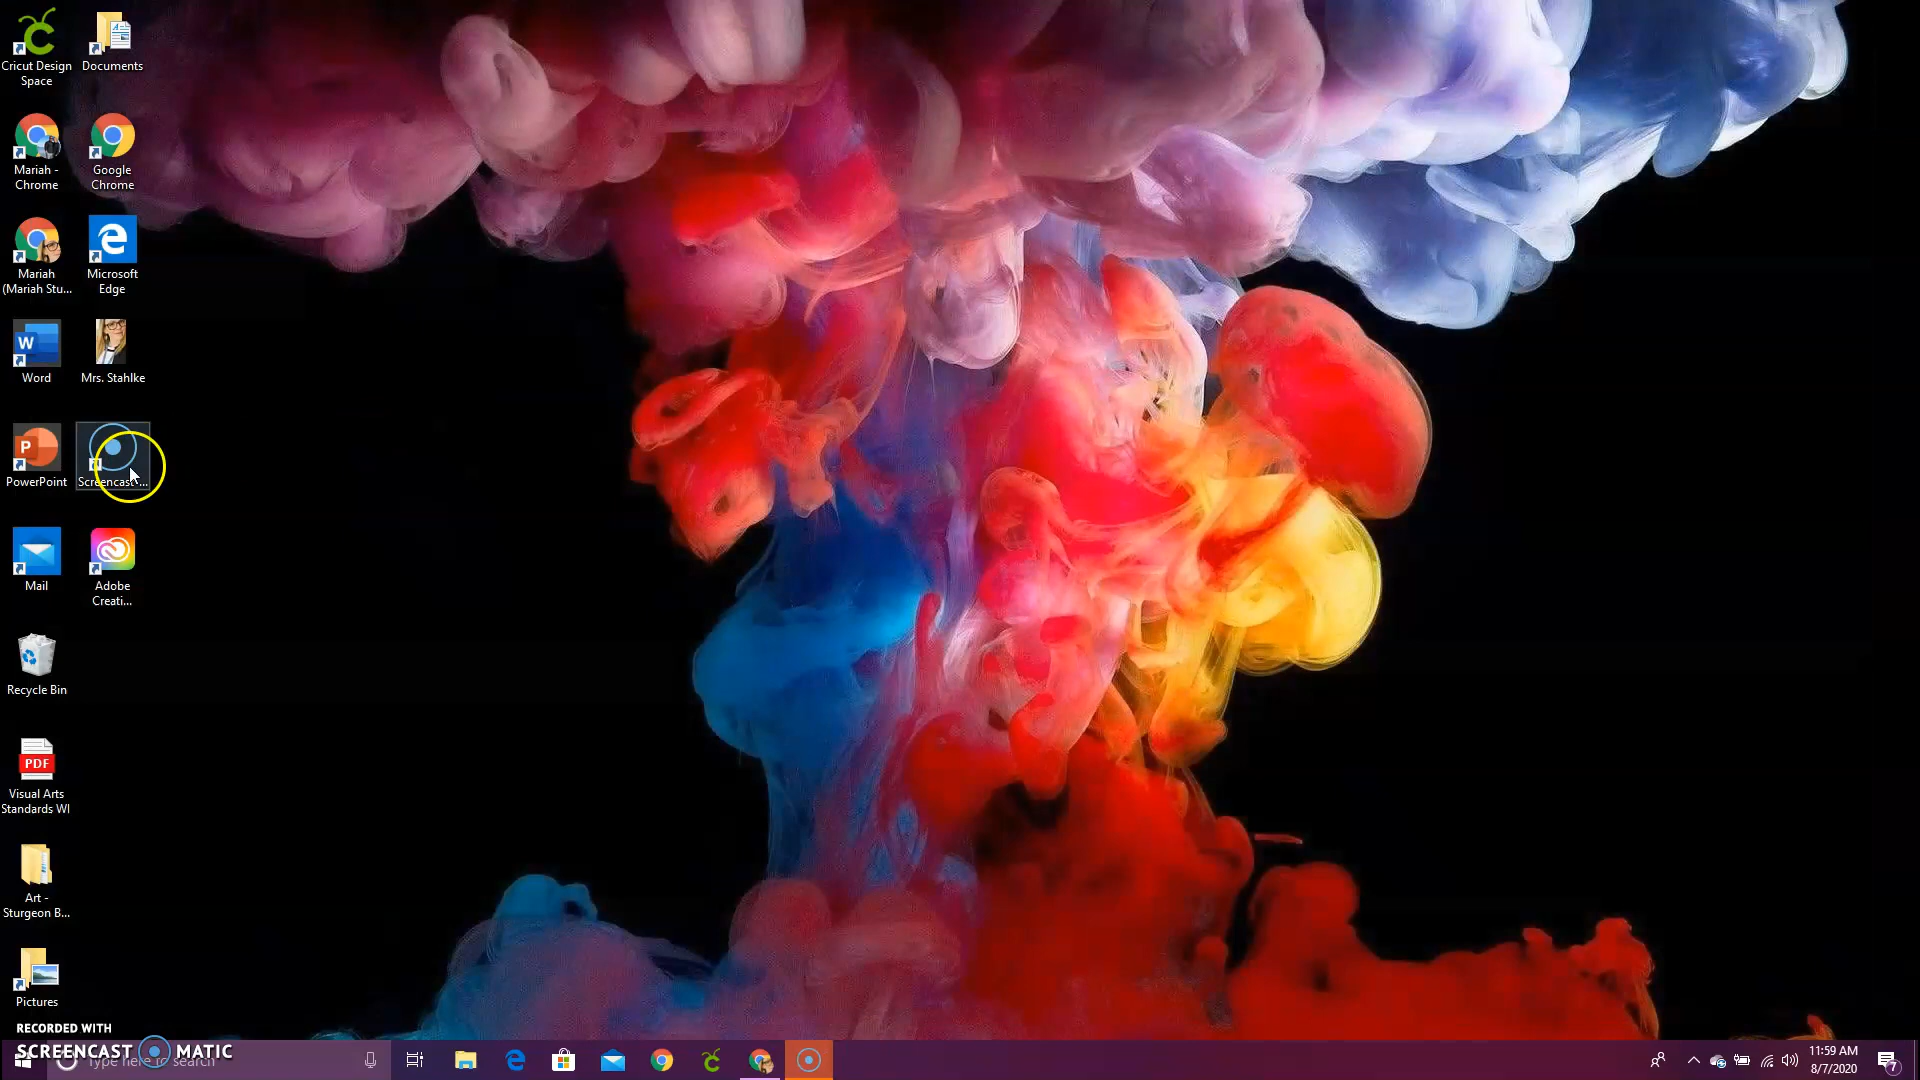 Cricut Design
Space
Documents
Mariah -
Chrome
Google
Chrome
Mariah
(Mariah Stu...
Microsoft
Edge
W
Word
Mrs. Stahlke
P
PowerPoint
Screencast-...
Mail
Adobe
Creati...
Recycle Bin
PDF
Visual Arts
Standards WI
Art -
Sturgeon B...
Pictures
RECORDED WITH
SCREENCAST MATIC
Type here to search
11:59 AM
8/7/2020
7